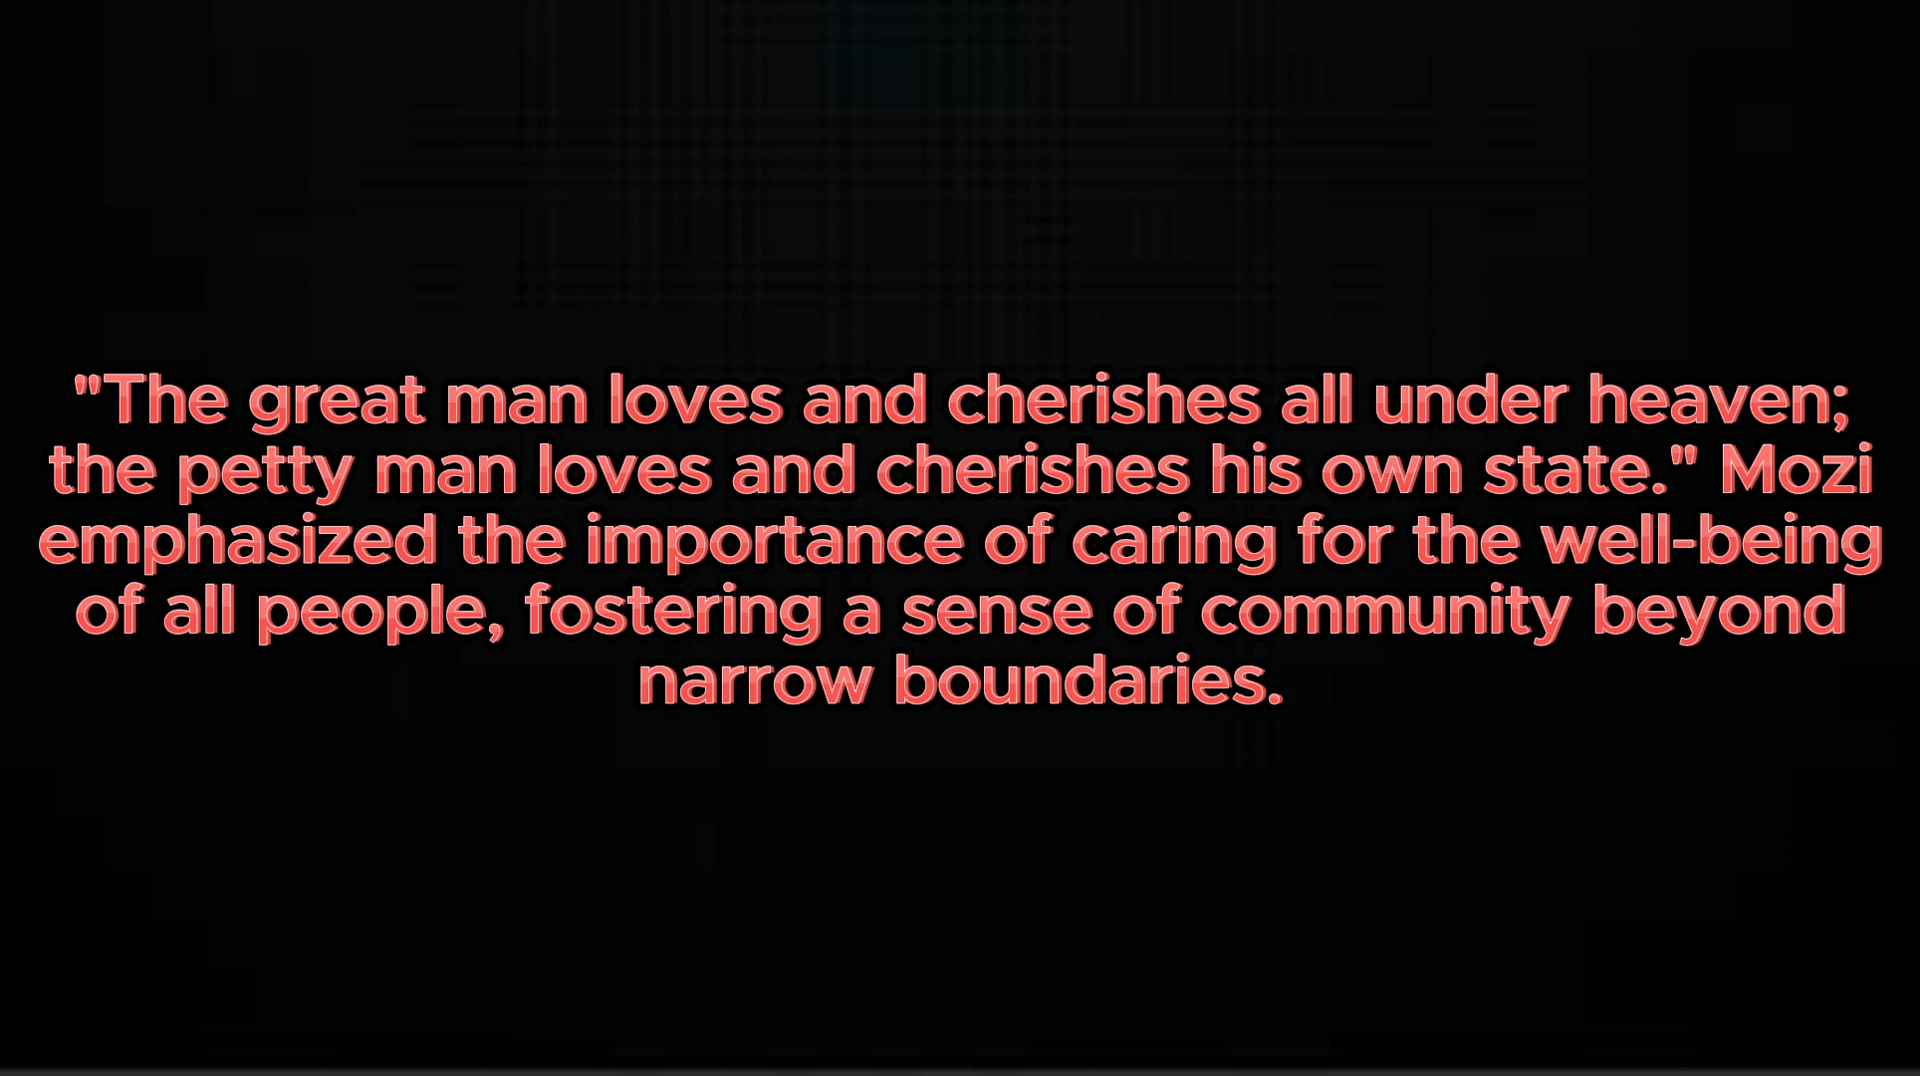 "The great man loves and cherishes all under heaven;
the petty man loves and cherishes his own state." Mozi
emphasized the importance of caring for the well-being
of all people, fostering a sense of community beyond
narrow boundaries.